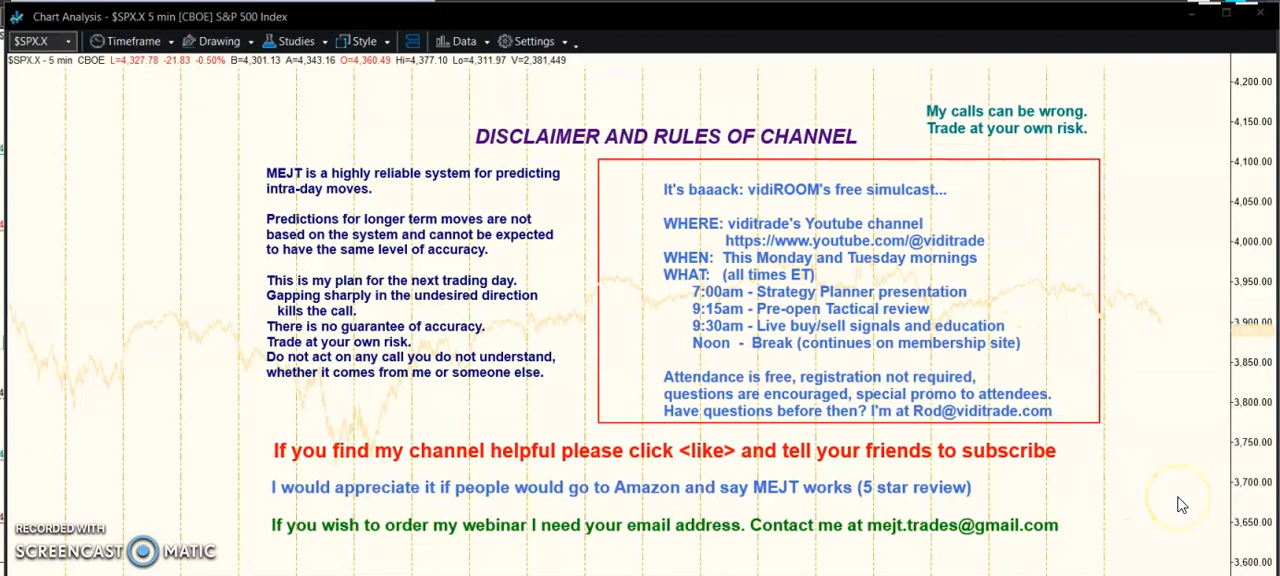 Chart Analysis - $SPX.X 5 min [CBOE] S&P 500 Index
$SPX.X Timeframe Drawing Studies Style Data Settings
$SPX.X - 5 min CBOE L=4,327.78 -21.83 -0.50% B=4,301.13 A=4,343.16 O=4,360.49 Hi=4,377.10 Lo=4,311.97 V=2,381,449
My calls can be wrong.
Trade at your own risk.
DISCLAIMER AND RULES OF CHANNEL
MEJT is a highly reliable system for predicting
intra-day moves.
Predictions for longer term moves are not
based on the system and cannot be expected
to have the same level of accuracy.
This is my plan for the next trading day.
Gapping sharply in the undesired direction
kills the call.
There is no guarantee of accuracy.
Trade at your own risk.
Do not act on any call you do not understand,
whether it comes from me or someone else.
It's baaack: vidiROOM's free simulcast...
WHERE: viditrade's Youtube channel
https://www.youtube.com/@viditrade
WHEN: This Monday and Tuesday mornings
WHAT: (all times ET)
7:00am - Strategy Planner presentation
9:15am - Pre-open Tactical review
9:30am - Live buy/sell signals and education
Noon - Break (continues on membership site)
Attendance is free, registration not required,
questions are encouraged, special promo to attendees.
Have questions before then? I'm at Rod@viditrade.com
If you find my channel helpful please click <like> and tell your friends to subscribe
I would appreciate it if people would go to Amazon and say MEJT works (5 star review)
If you wish to order my webinar I need your email address. Contact me at mejt.trades@gmail.com
4,200.00
4,150.00
4,100.00
4,050.00
4,000.00
3,950.00
3,900.00
3,850.00
3,800.00
3,750.00
3,700.00
3,650.00
3,600.00
RECORDED WITH
SCREENCAST MATIC